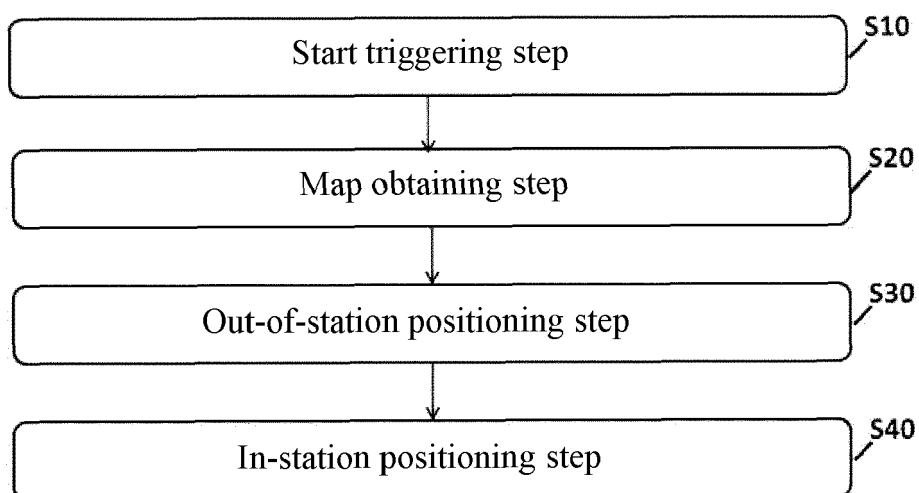 S10
Start triggering step
S20
Map obtaining step
S30
Out-of-station positioning step
S40
In-station positioning step